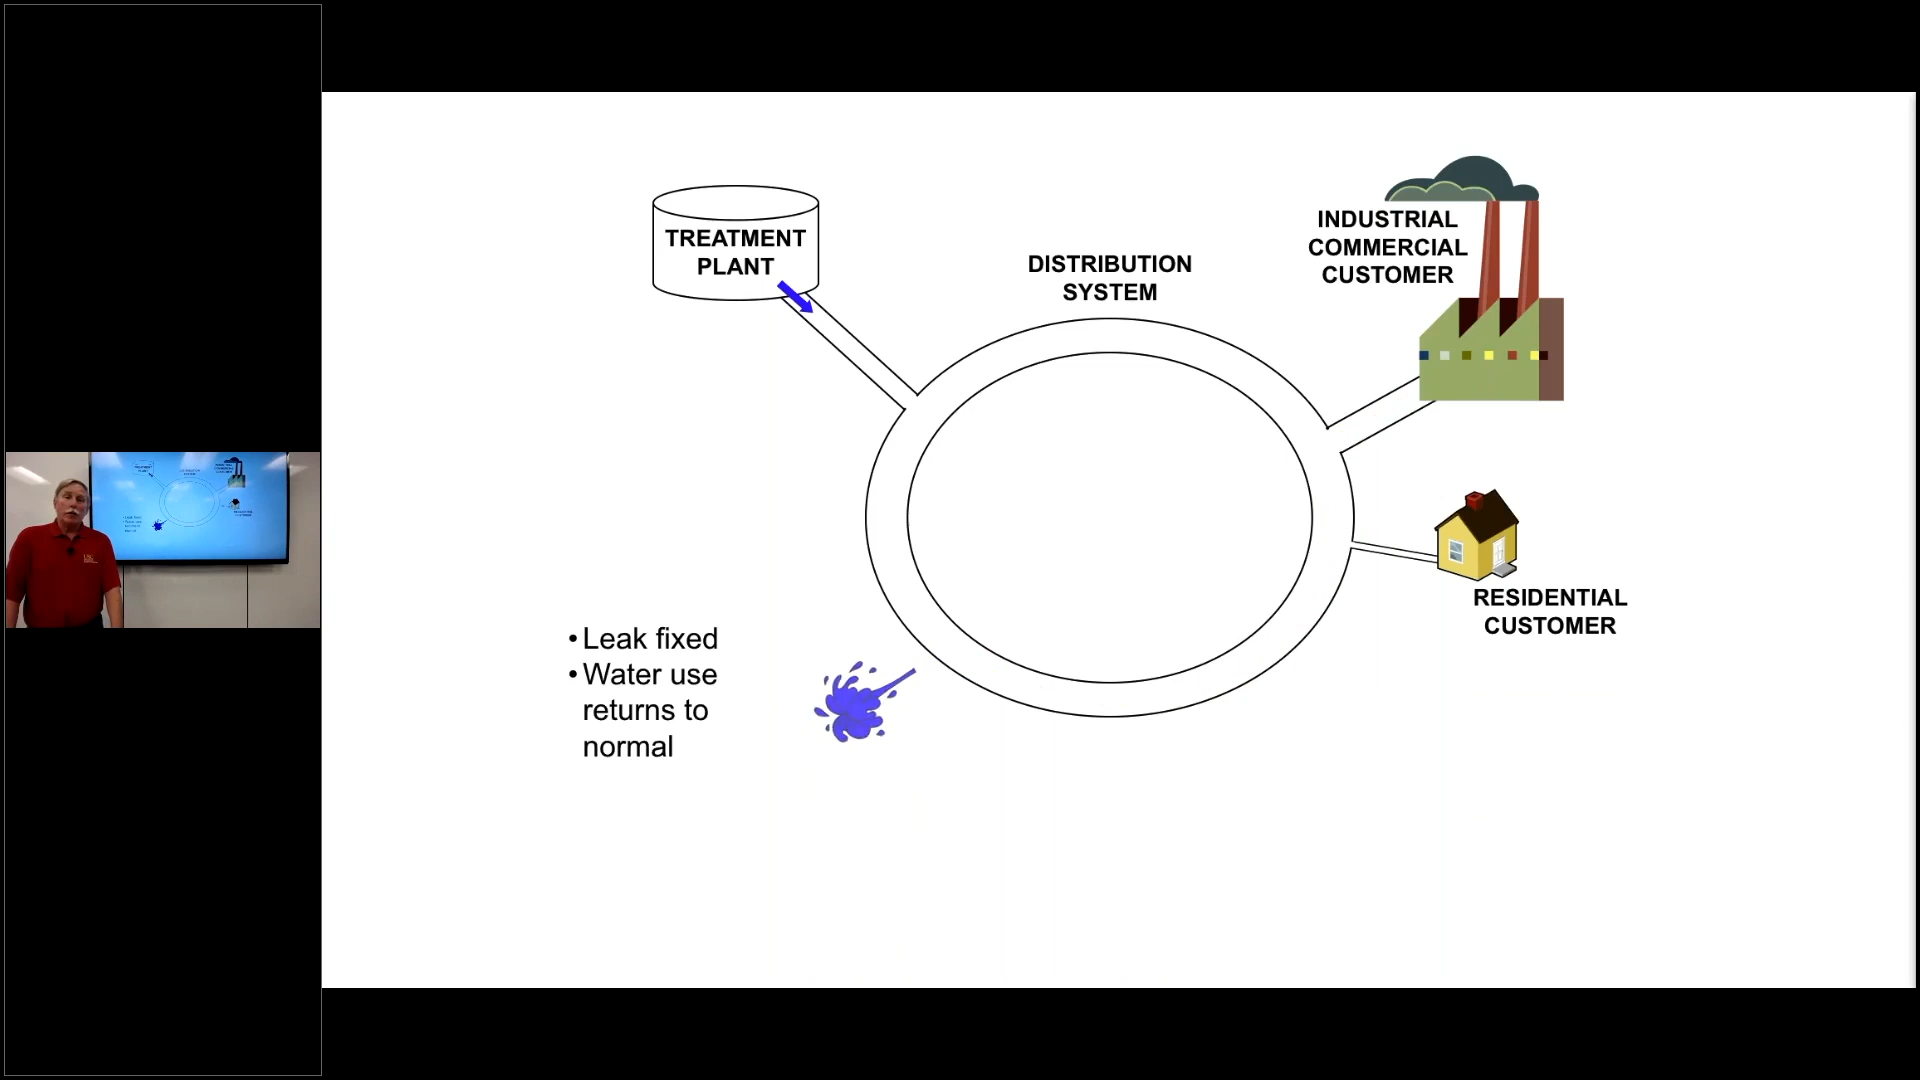 TREATMENT
PLANT
DISTRIBUTION
SYSTEM
INDUSTRIAL
COMMERCIAL
CUSTOMER
RESIDENTIAL
CUSTOMER
•Leak fixed
•Water use
returns to
normal